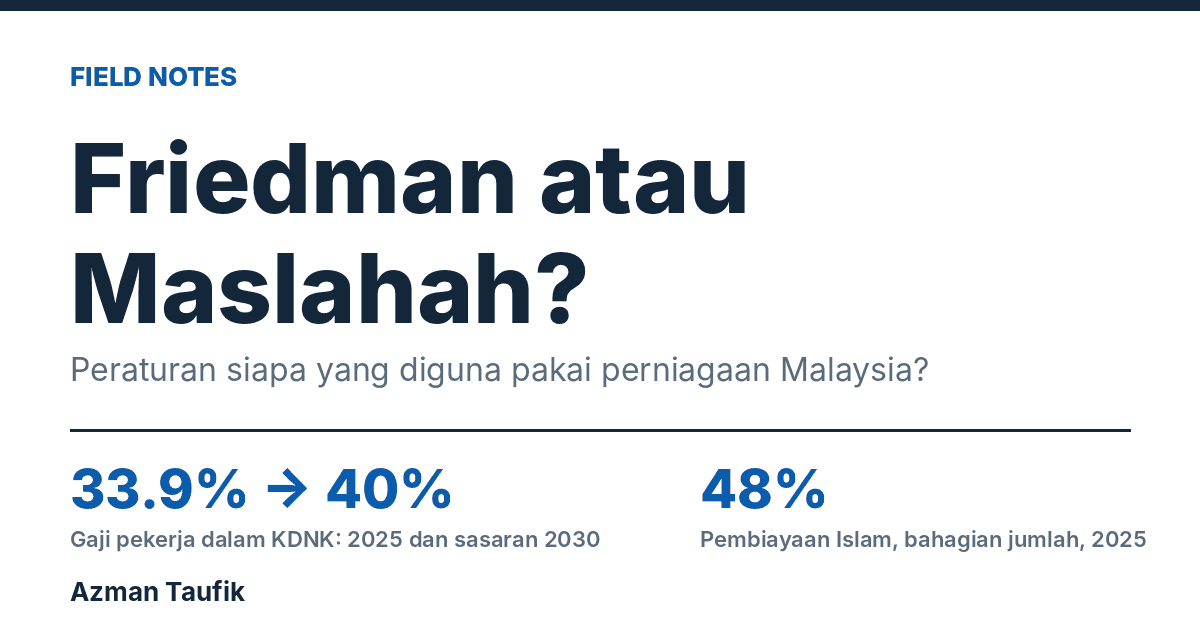 FIELD NOTES
Friedman atau
Maslahah?
Peraturan siapa yang diguna pakai perniagaan Malaysia?
33.9% → 40%
Gaji pekerja dalam KDNK: 2025 dan sasaran 2030
48%
Pembiayaan Islam, bahagian jumlah, 2025
Azman Taufik